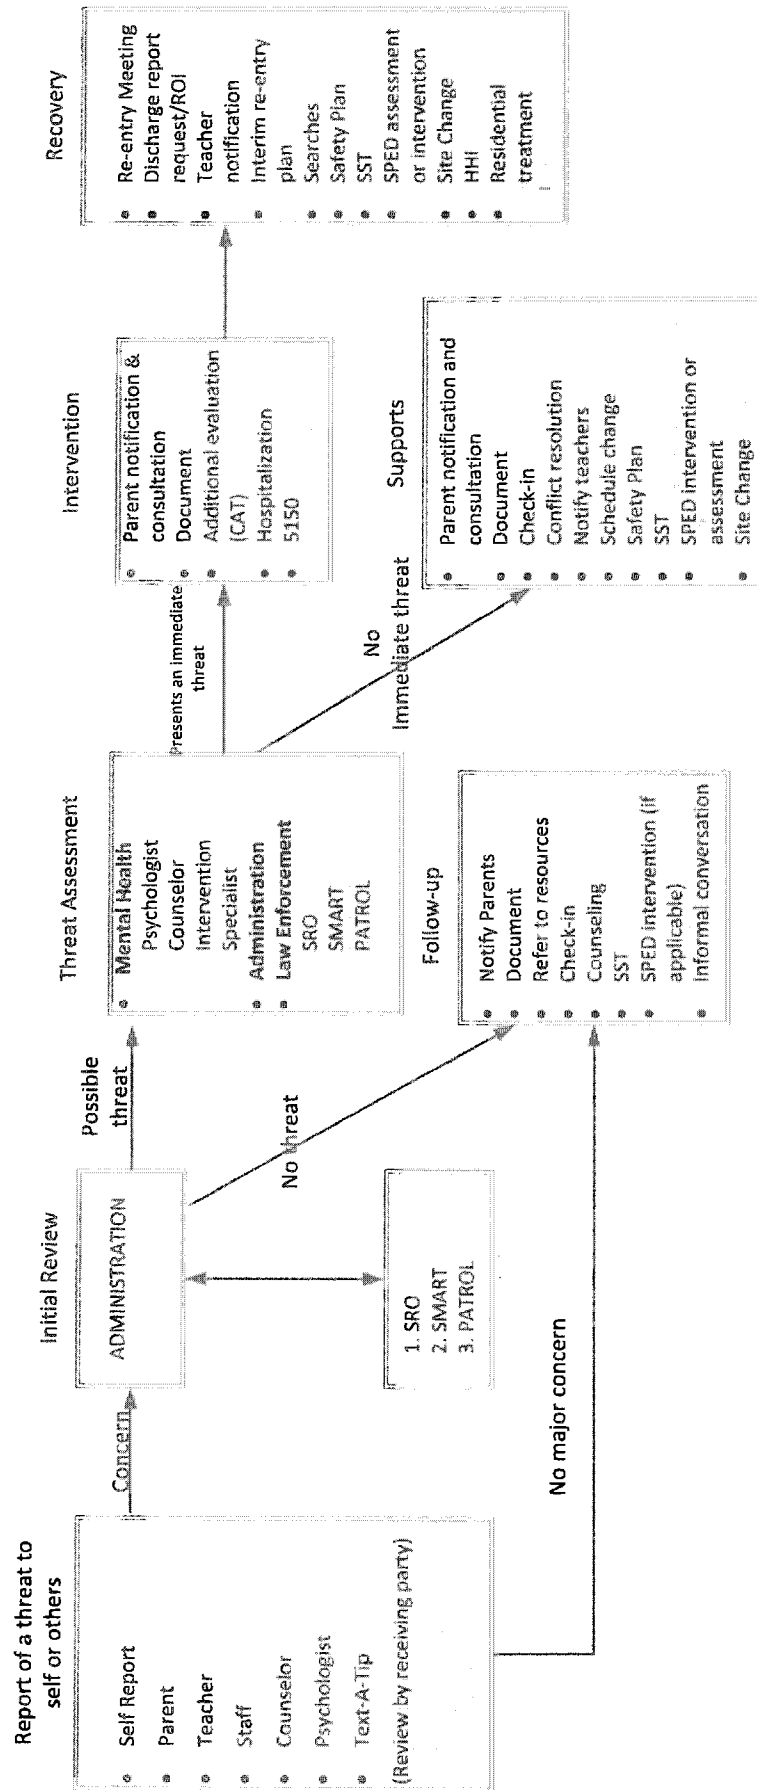 Report of a threat to
self or others
• Self Report
• Parent
• Teacher
• Staff
• Counselor
• Psychologist
• Text-A-Tip
(Review by receiving party)
Concern
No major concern
Initial Review
ADMINISTRATION
1. SRO
2. SMART
3. PATROL
Possible
threat
No threat
Threat Assessment
• Mental Health
Psychologist
Counselor
Intervention
Specialist
• Administration
• Law Enforcement
SRO
SMART
PATROL
Follow-up
• Notify Parents
• Document
• Refer to resources
• Check-in
• Counseling
• SST
• SPED intervention (if
applicable)
• Informal conversation
Presents an immediate
threat
No
Immediate threat
Intervention
• Parent notification &
consultation
• Document
• Additional evaluation
(CAT)
• Hospitalization
• 5150
Supports
• Parent notification and
consultation
• Document
• Check-in
• Conflict resolution
• Notify teachers
• Schedule change
• Safety Plan
• SST
• SPED intervention or
assessment
• Site Change
Recovery
• Re-entry Meeting
• Discharge report
request/ROI
• Teacher
notification
• Interim re-entry
plan
• Searches
• Safety Plan
• SST
• SPED assessment
or intervention
• Site Change
• HHI
• Residential
treatment